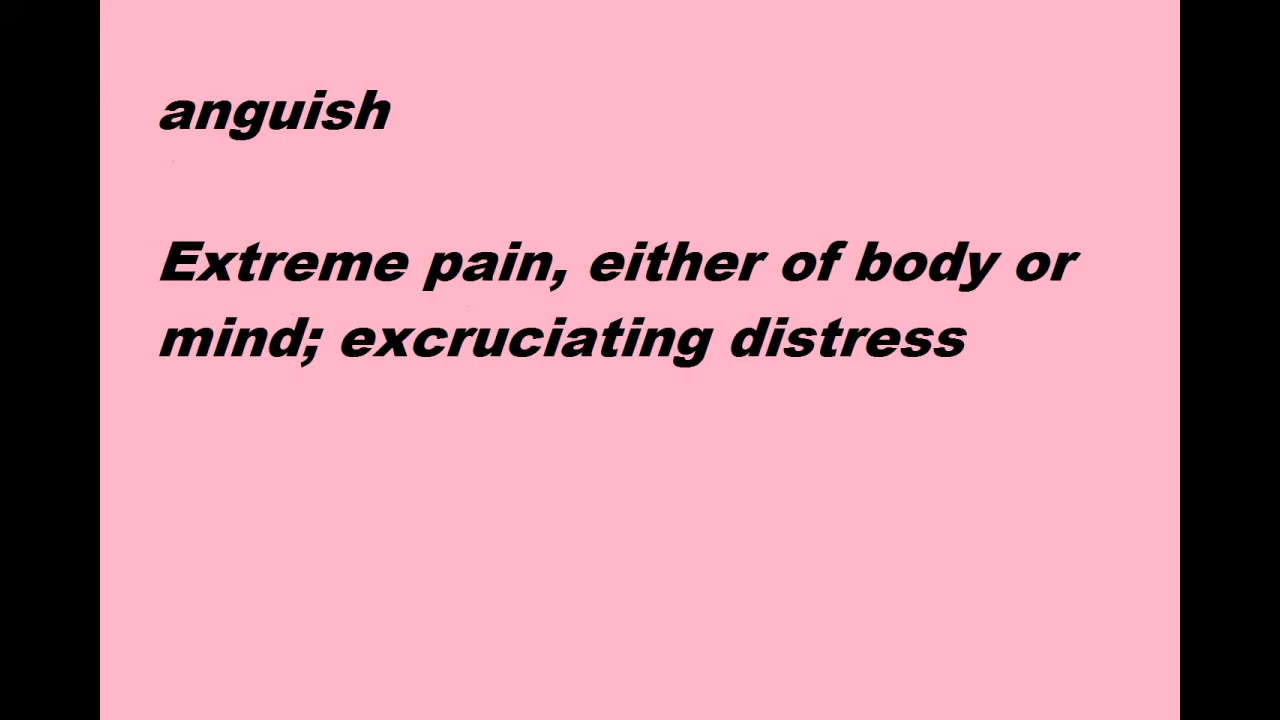 anguish
Extreme pain, either of body or
mind; excruciating distress